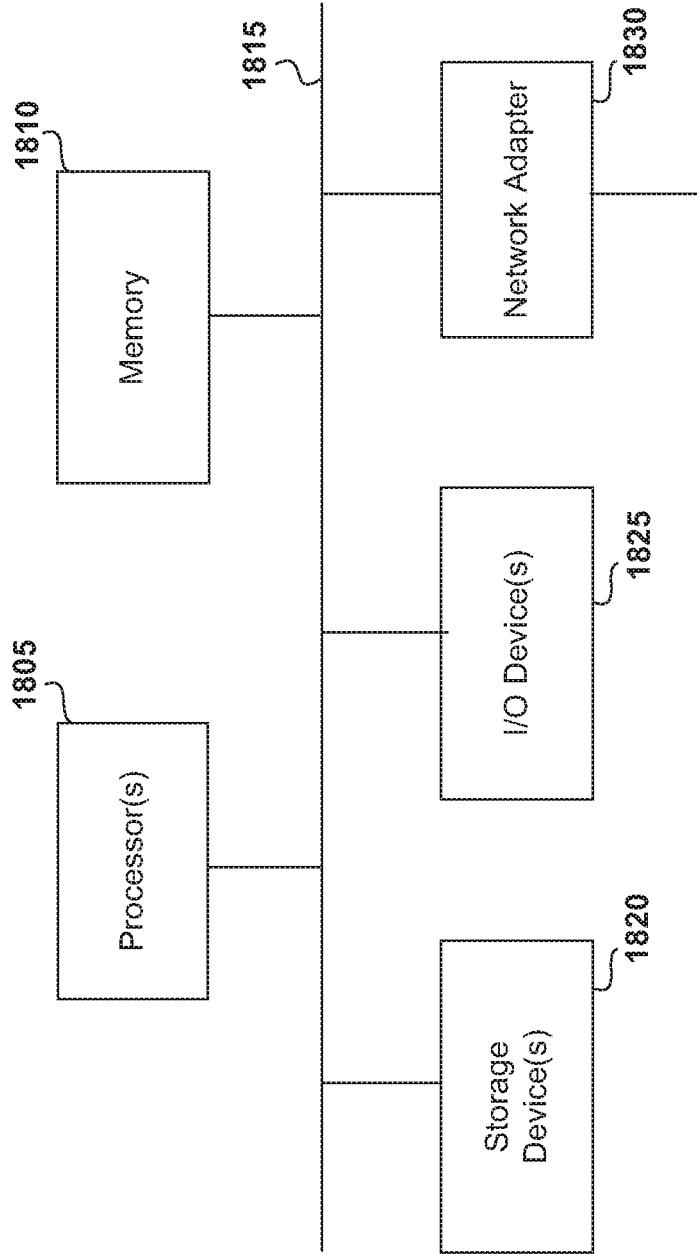 1805
Processor(s)
1810
Memory
1815
Storage
Device(s)
1820
I/O Device(s)
1825
Network Adapter
1830